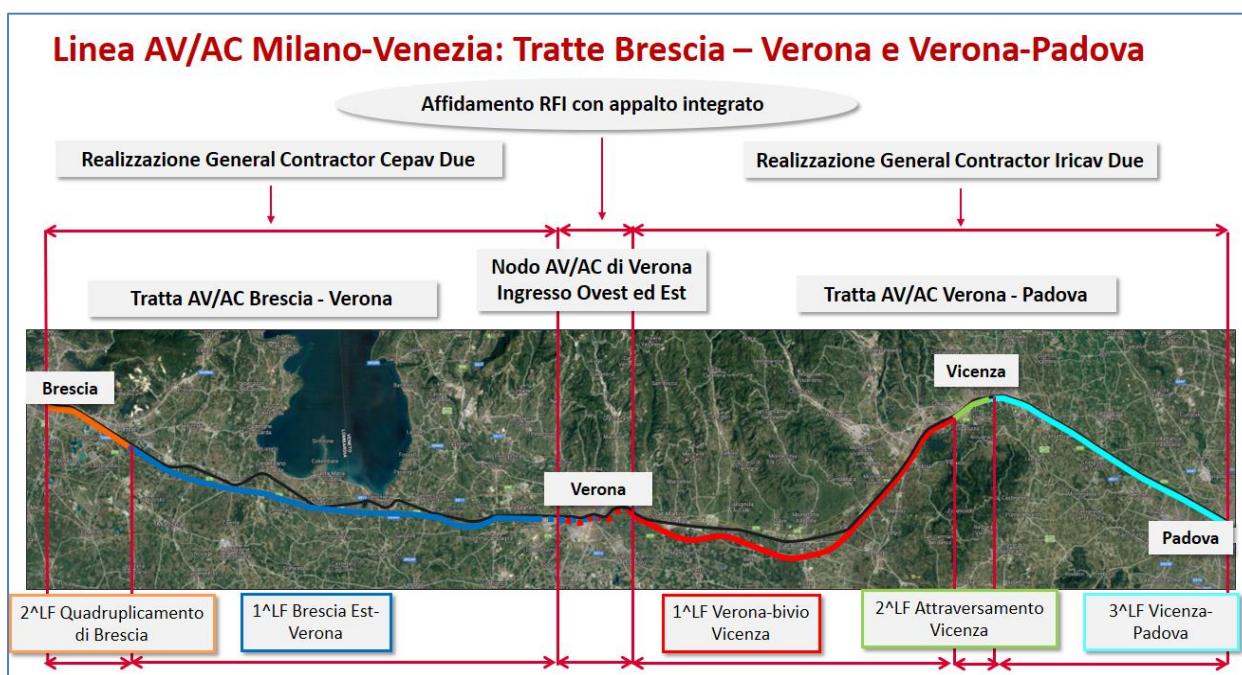 Linea AV/AC Milano-Venezia: Tratte Brescia – Verona e Verona-Padova
Affidamento RFI con appalto integrato
Realizzazione General Contractor Cepav Due
Realizzazione General Contractor Iricav Due
Tratta AV/AC Brescia - Verona
Nodo AV/AC di Verona
Ingresso Ovest ed Est
Tratta AV/AC Verona - Padova
Brescia
Vicenza
Verona
Padova
2^LF Quadruplicamento
di Brescia
1^LF Brescia Est-
Verona
1^LF Verona-bivio
Vicenza
2^LF Attraversamento
Vicenza
3^LF Vicenza-
Padova